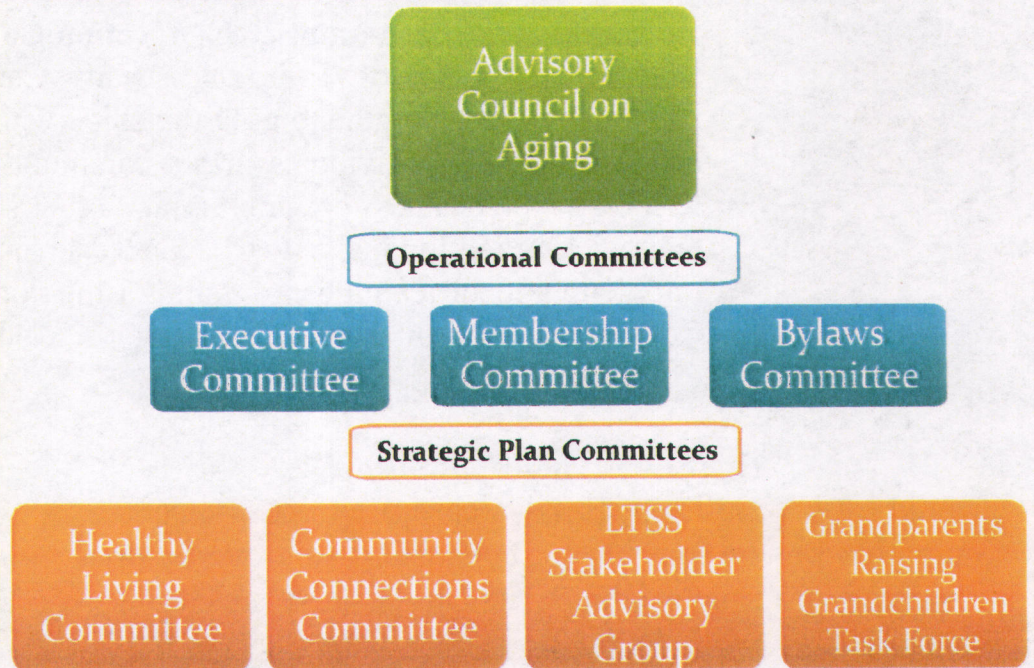 Advisory
Council on
Aging
Operational Committees
Executive
Committee
Membership
Committee
Bylaws
Committee
Strategic Plan Committees
Healthy
Living
Committee
Community
Connections
Committee
LTSS
Stakeholder
Advisory
Group
Grandparents
Raising
Grandchildren
Task Force